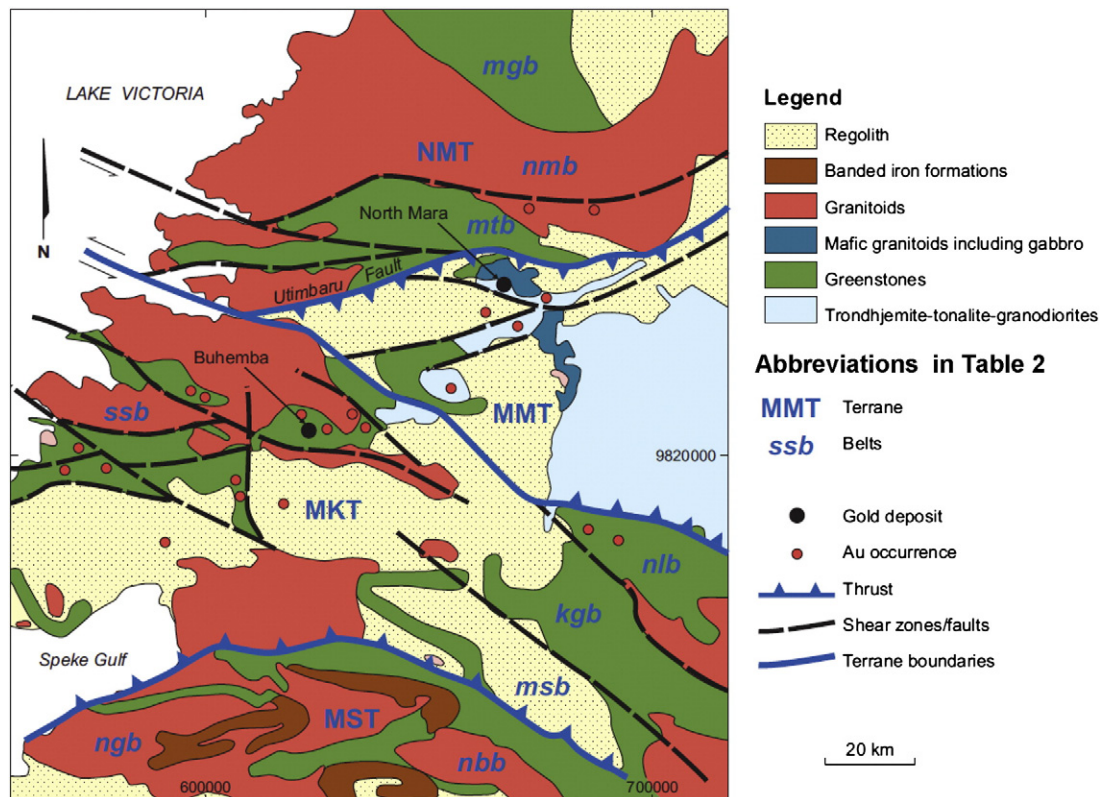 LAKE VICTORIA
N
mgb
NMT
nmb
North Mara
mtb
Utimbaru
Fault
Buhemba
ssb
MMT
9820000
MKT
nlb
kgb
Speke Gulf
msb
MST
ngb
nbb
600000
700000
Legend
Regolith
Banded iron formations
Granitoids
Mafic granitoids including gabbro
Greenstones
Trondhjemite-tonalite-granodiorites
Abbreviations in Table 2
MMT Terrane
ssb Belts
Gold deposit
Au occurrence
Thrust
Shear zones/faults
Terrane boundaries
20 km